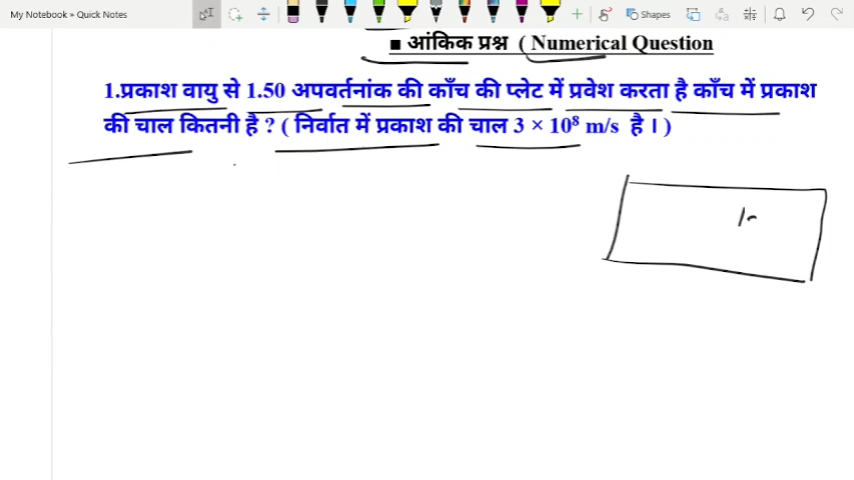 My Notebook » Quick Notes
Shapes
■ आंकिक प्रश्न ( Numerical Question
1.प्रकाश वायु से 1.50 अपवर्तनांक की काँच की प्लेट में प्रवेश करता है काँच में प्रकाश
की चाल कितनी है ? ( निर्वात में प्रकाश की चाल 3 × 10⁸ m/s है । )